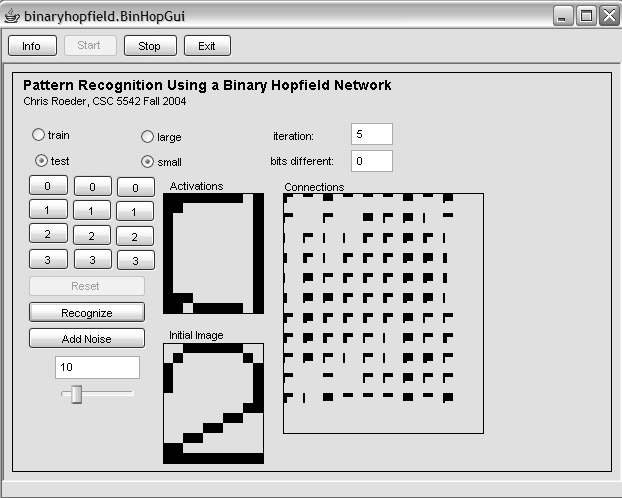 binaryhopfield.BinHopGui
Info Start Stop Exit
Pattern Recognition Using a Binary Hopfield Network
Chris Roeder, CSC 5542 Fall 2004
train large iteration: 5
test small bits different: 0
0 0 0 Activations Connections
1 1 1
2 2 2
3 3 3
Reset
Recognize
Add Noise Initial Image
10